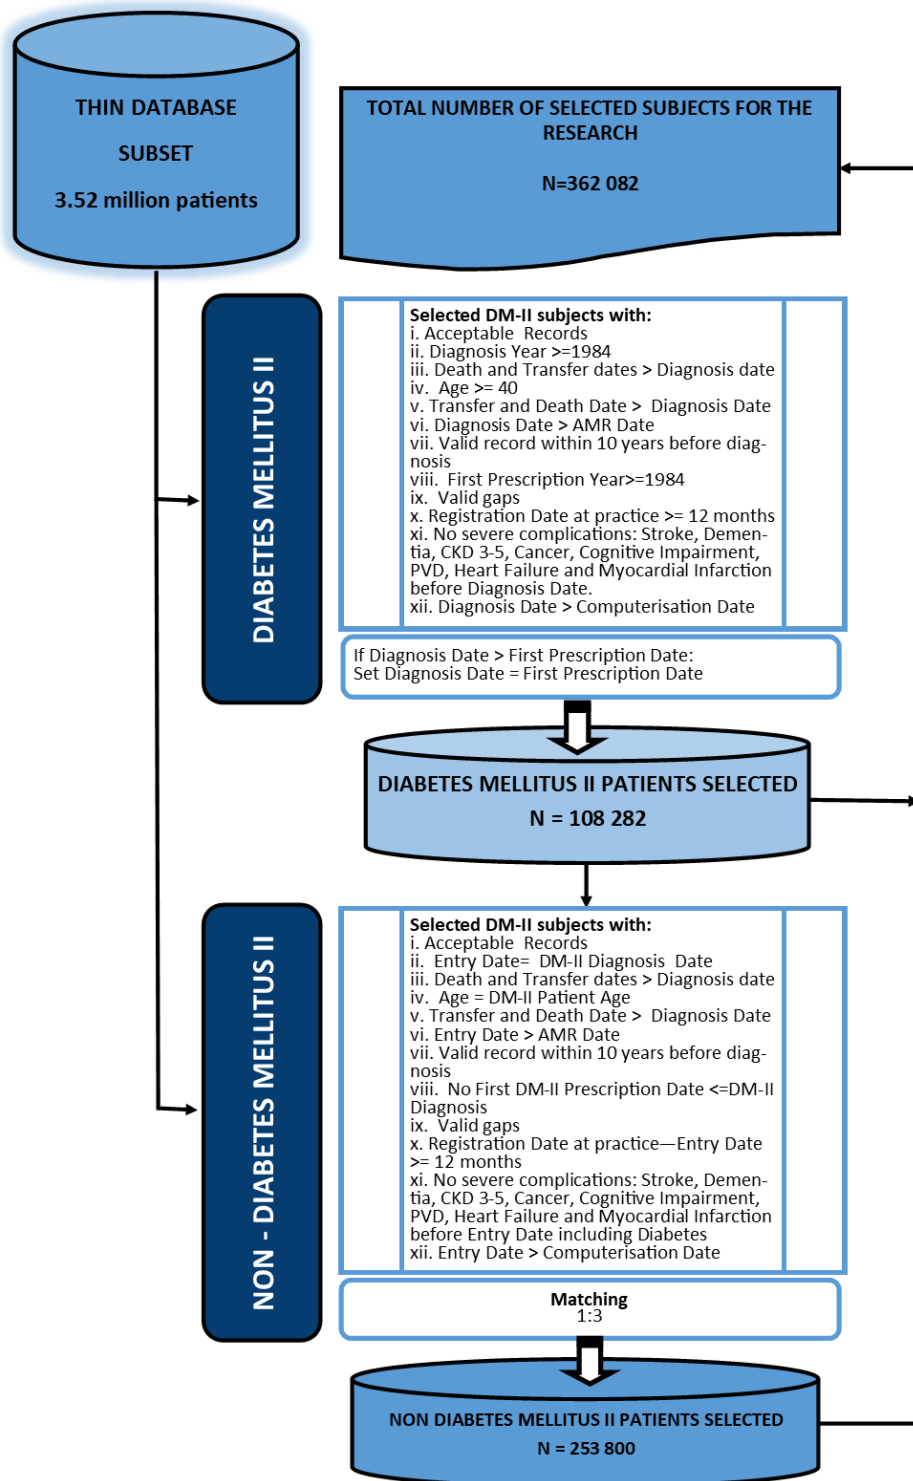 THIN DATABASE
SUBSET
3.52 million patients
TOTAL NUMBER OF SELECTED SUBJECTS FOR THE
RESEARCH
N=362 082
DIABETES MELLITUS II
Selected DM-II subjects with:
i. Acceptable Records
ii. Diagnosis Year >=1984
iii. Death and Transfer dates > Diagnosis date
iv. Age >= 40
v. Transfer and Death Date > Diagnosis Date
vi. Diagnosis Date > AMR Date
vii. Valid record within 10 years before diag-
nosis
viii. First Prescription Year>=1984
ix. Valid gaps
x. Registration Date at practice >= 12 months
xi. No severe complications: Stroke, Demen-
tia, CKD 3-5, Cancer, Cognitive Impairment,
PVD, Heart Failure and Myocardial Infarction
before Diagnosis Date.
xii. Diagnosis Date > Computerisation Date
If Diagnosis Date > First Prescription Date:
Set Diagnosis Date = First Prescription Date
DIABETES MELLITUS II PATIENTS SELECTED
N = 108 282
NON - DIABETES MELLITUS II
Selected DM-II subjects with:
i. Acceptable Records
ii. Entry Date= DM-II Diagnosis Date
iii. Death and Transfer dates > Diagnosis date
iv. Age = DM-II Patient Age
v. Transfer and Death Date > Diagnosis Date
vi. Entry Date > AMR Date
vii. Valid record within 10 years before diag-
nosis
viii. No First DM-II Prescription Date <=DM-II
Diagnosis
ix. Valid gaps
x. Registration Date at practice—Entry Date
>= 12 months
xi. No severe complications: Stroke, Demen-
tia, CKD 3-5, Cancer, Cognitive Impairment,
PVD, Heart Failure and Myocardial Infarction
before Entry Date including Diabetes
xii. Entry Date > Computerisation Date
Matching
1:3
NON DIABETES MELLITUS II PATIENTS SELECTED
N = 253 800